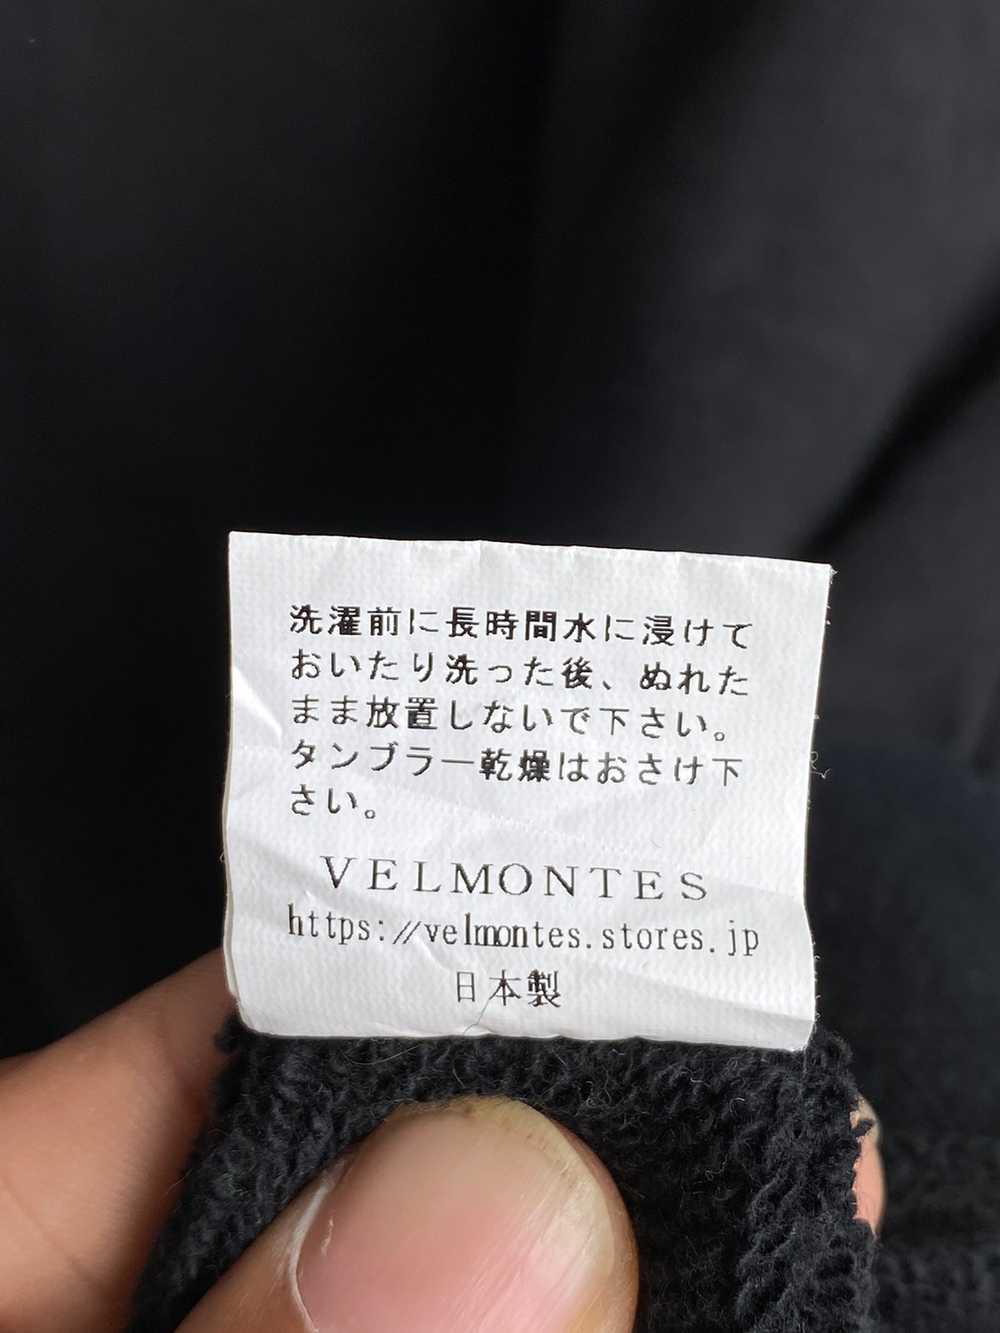 洗濯前に長時間水に浸けて
おいたり洗った後、ぬれた
まま放置しないで下さい。
タンブラー乾燥はおさけ下
さい。
VELMONTES
https://velmontes.stores.jp
日本製